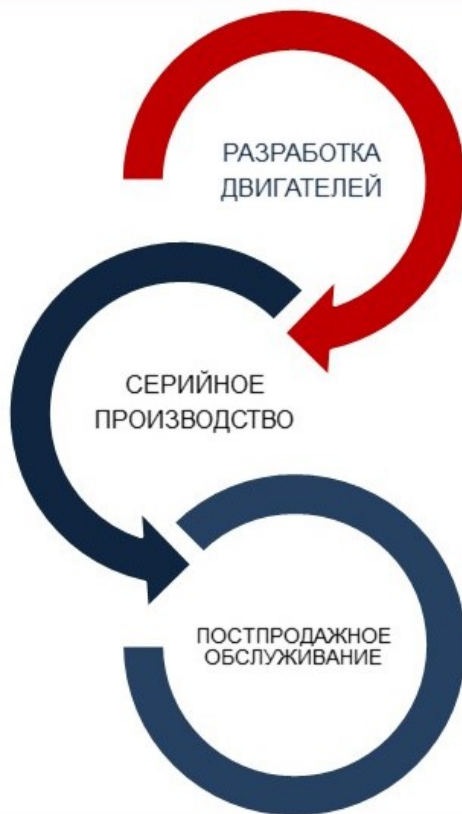 РАЗРАБОТКА
ДВИГАТЕЛЕЙ
СЕРИЙНОЕ
ПРОИЗВОДСТВО
ПОСТПРОДАЖНОЕ
ОБСЛУЖИВАНИЕ